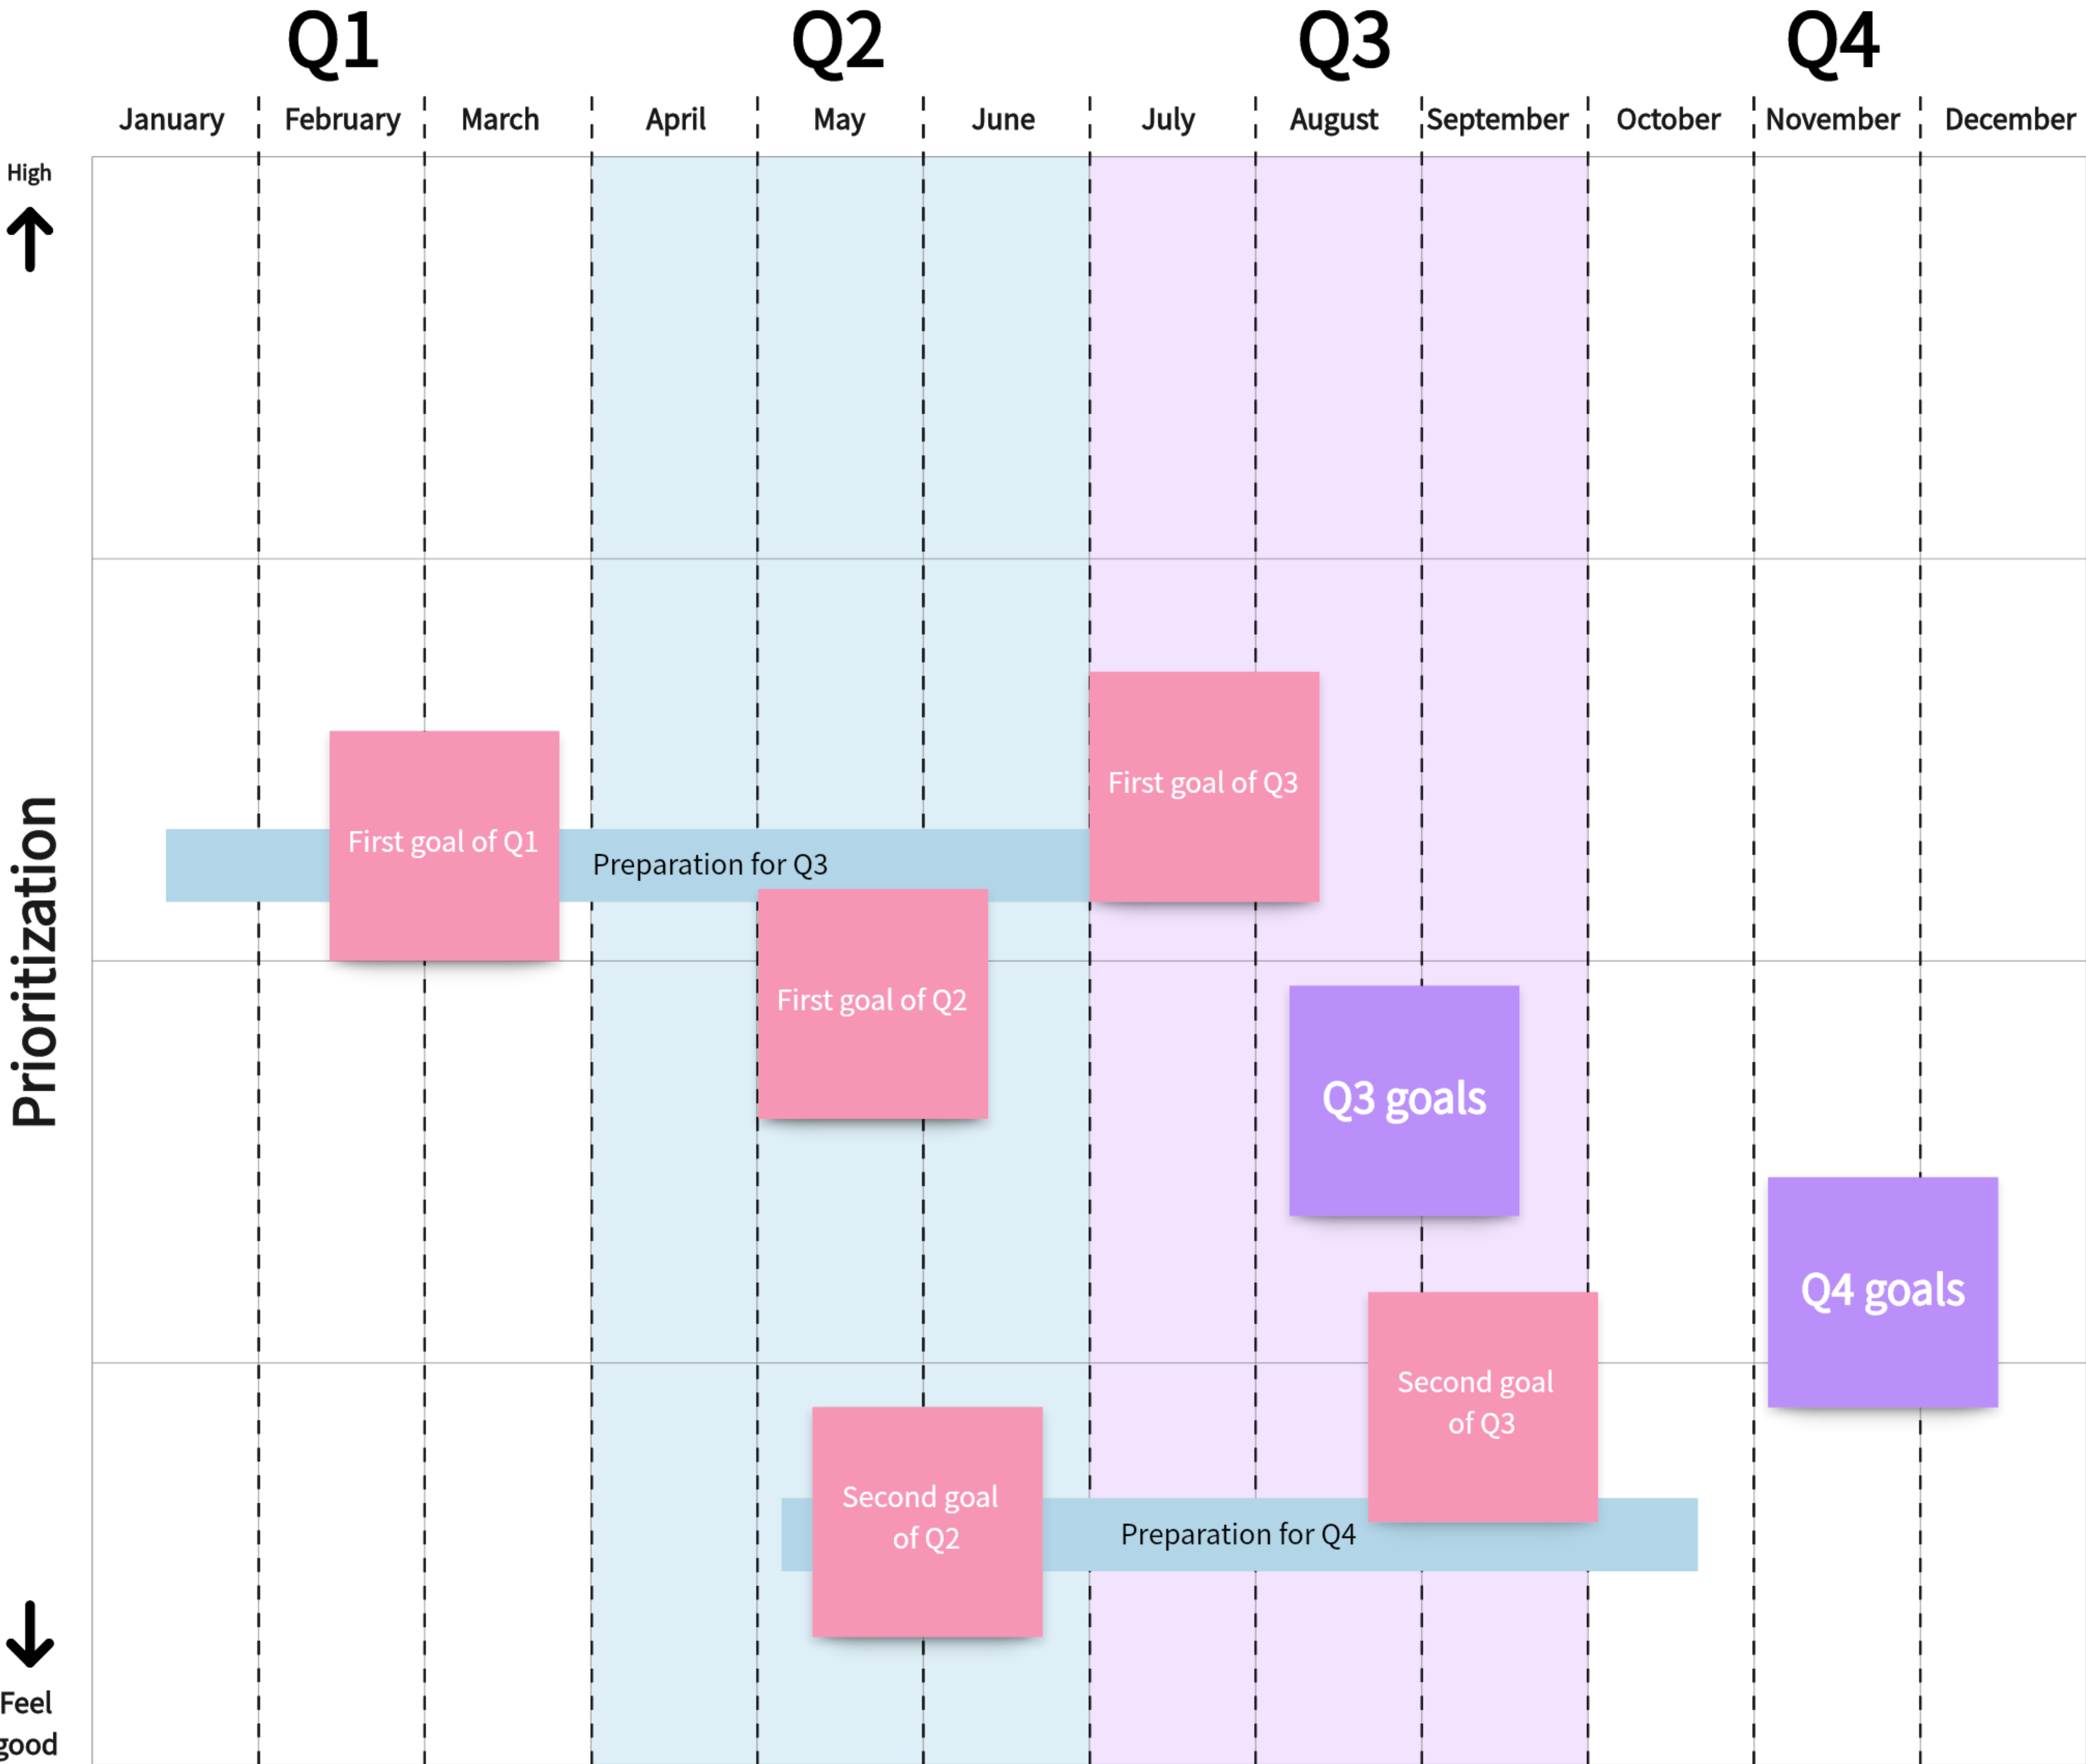 Q1 Q2 Q3 Q4
January February March April May June July August September October November December
High
Prioritization
First goal of Q3
First goal of Q1
Preparation for Q3
First goal of Q2
Q3 goals
Q4 goals
Second goal
of Q3
Second goal
of Q2
Preparation for Q4
Feel
good